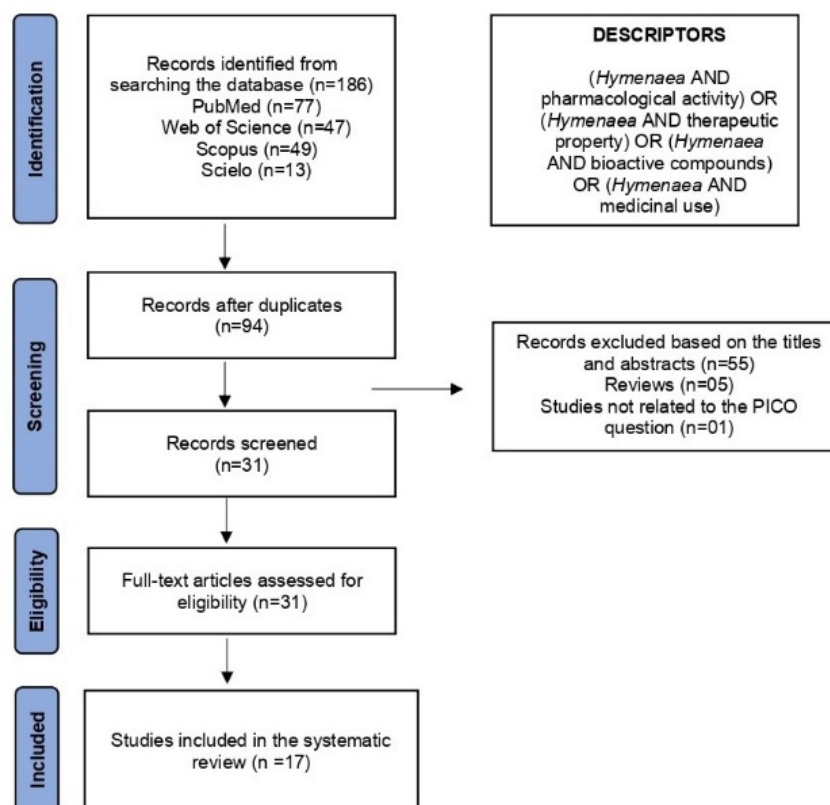 Identification
Records identified from
searching the database (n=186)
PubMed (n=77)
Web of Science (n=47)
Scopus (n=49)
Scielo (n=13)
DESCRIPTORS
(Hymenaea AND
pharmacological activity) OR
(Hymenaea AND therapeutic
property) OR (Hymenaea
AND bioactive compounds)
OR (Hymenaea AND
medicinal use)
Screening
Records after duplicates
(n=94)
Records excluded based on the titles
and abstracts (n=55)
Reviews (n=05)
Studies not related to the PICO
question (n=01)
Records screened
(n=31)
Eligibility
Full-text articles assessed for
eligibility (n=31)
Included
Studies included in the systematic
review (n =17)